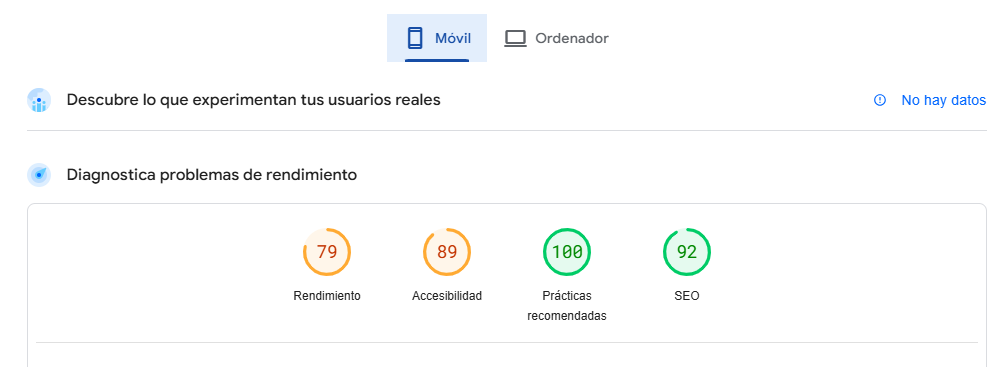 Móvil
Ordenador
Descubre lo que experimentan tus usuarios reales
No hay datos
Diagnostica problemas de rendimiento
79
89
100
92
Rendimiento
Accesibilidad
Prácticas
recomendadas
SEO